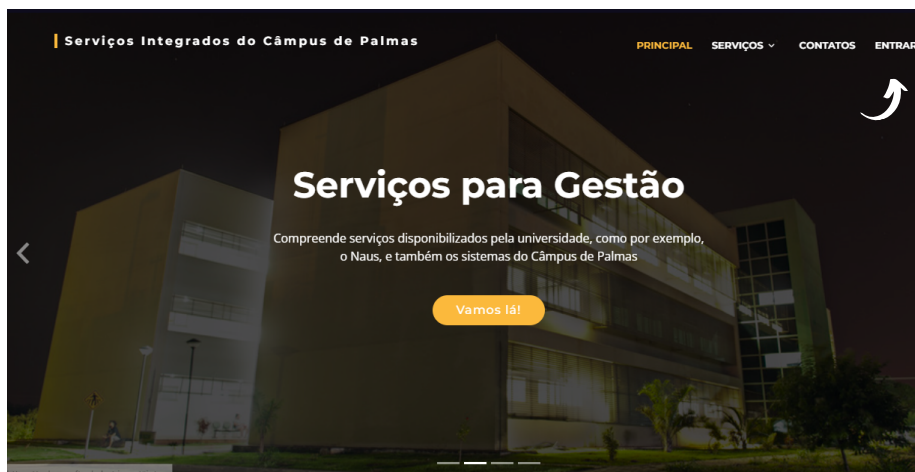 Serviços Integrados do Câmpus de Palmas
PRINCIPAL SERVIÇOS CONTATOS ENTRAR
Serviços para Gestão
Compreende serviços disponibilizados pela universidade, como por exemplo,
o Naus, e também os sistemas do Câmpus de Palmas
Vamos lá!